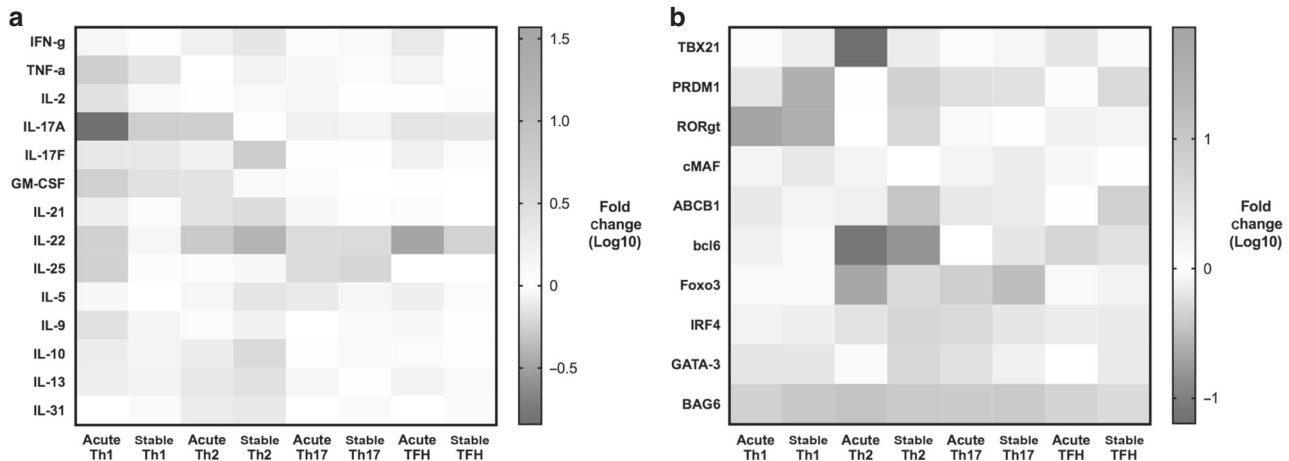 a
IFN-g
TNF-a
IL-2
IL-17A
IL-17F
GM-CSF
IL-21
IL-22
IL-25
IL-5
IL-9
IL-10
IL-13
IL-31
Acute Stable Acute Stable Acute Stable Acute Stable
Th1 Th1 Th2 Th2 Th17 Th17 TFH TFH
1.5
1.0
0.5
0
−0.5
Fold
change
(Log10)
b
TBX21
PRDM1
RORgt
cMAF
ABCB1
bcl6
Foxo3
IRF4
GATA-3
BAG6
Acute Stable Acute Stable Acute Stable Acute Stable
Th1 Th1 Th2 Th2 Th17 Th17 TFH TFH
1
0
−1
Fold
change
(Log10)